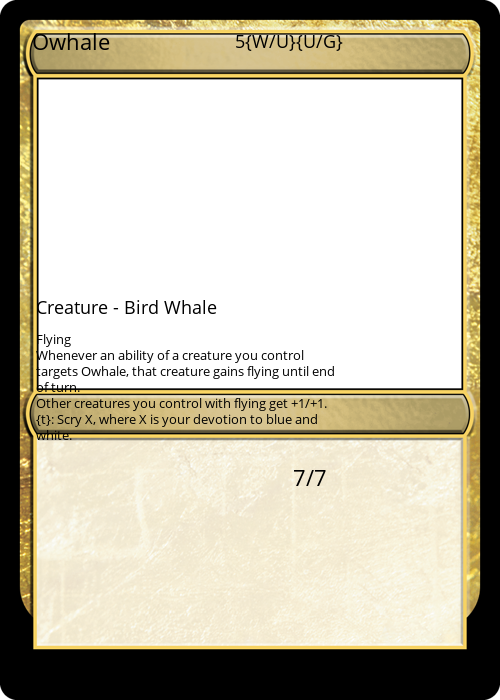 Owhale 5{W/U}{U/G}
Creature - Bird Whale
Flying
Whenever an ability of a creature you control
targets Owhale, that creature gains flying until end
of turn.
Other creatures you control with flying get +1/+1.
{t}: Scry X, where X is your devotion to blue and
white.
7/7